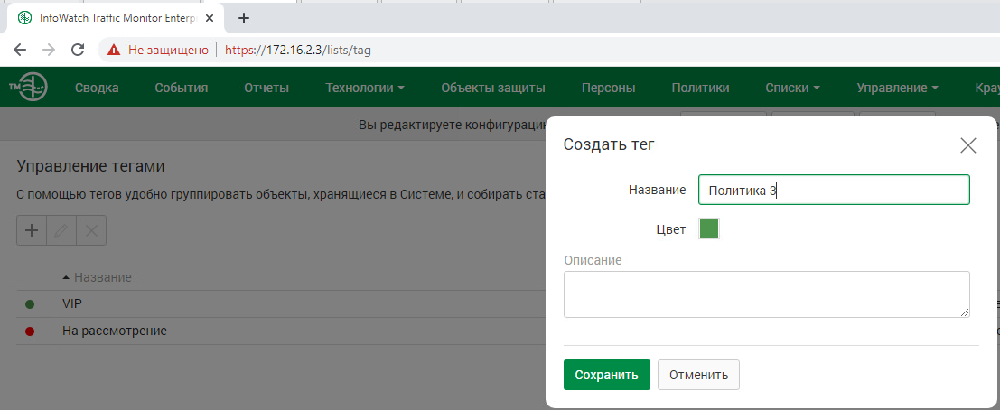 InfoWatch Traffic Monitor Enterp
Не защищено https://172.16.2.3/lists/tag
TM Сводка События Отчеты Технологии Объекты защиты Персоны Политики Списки Управление Крау
Вы редактируете конфигурацию
Создать тег
Управление тегами
С помощью тегов удобно группировать объекты, хранящиеся в Системе, и собирать ста
Название Политика 3
Цвет
Описание
Название
VIP
На рассмотрение
Сохранить Отменить